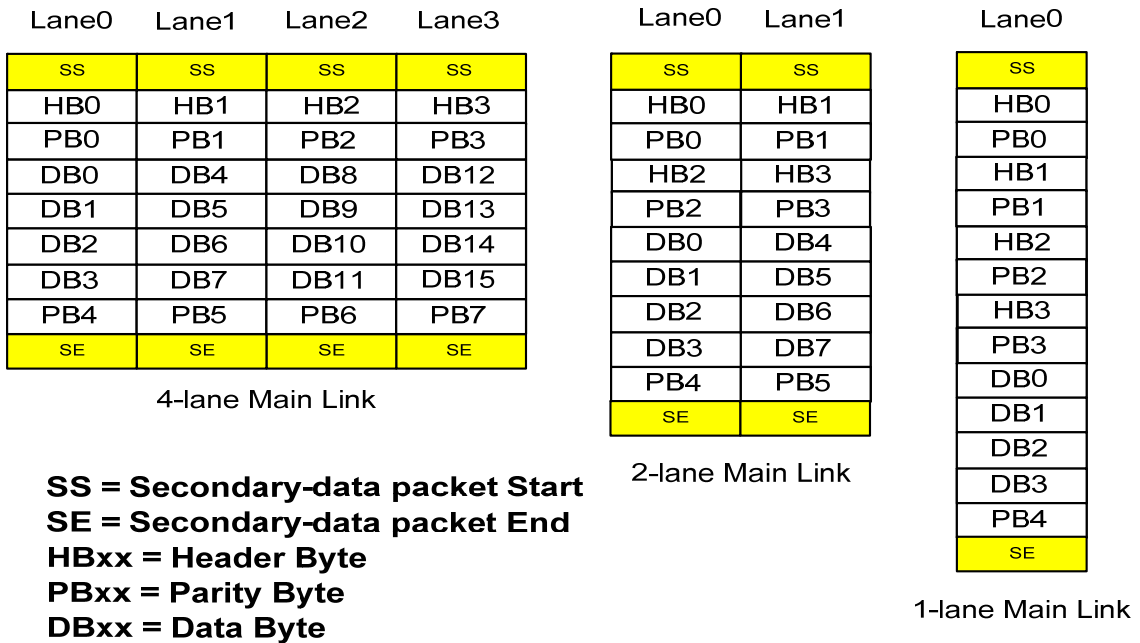 Lane0 Lane1 Lane2 Lane3
SS SS SS SS
HB0 HB1 HB2 HB3
PB0 PB1 PB2 PB3
DB0 DB4 DB8 DB12
DB1 DB5 DB9 DB13
DB2 DB6 DB10 DB14
DB3 DB7 DB11 DB15
PB4 PB5 PB6 PB7
SE SE SE SE
4-lane Main Link
Lane0 Lane1
SS SS
HB0 HB1
PB0 PB1
HB2 HB3
PB2 PB3
DB0 DB4
DB1 DB5
DB2 DB6
DB3 DB7
PB4 PB5
SE SE
2-lane Main Link
Lane0
SS
HB0
PB0
HB1
PB1
HB2
PB2
HB3
PB3
DB0
DB1
DB2
DB3
PB4
SE
1-lane Main Link
SS = Secondary-data packet Start
SE = Secondary-data packet End
HBxx = Header Byte
PBxx = Parity Byte
DBxx = Data Byte